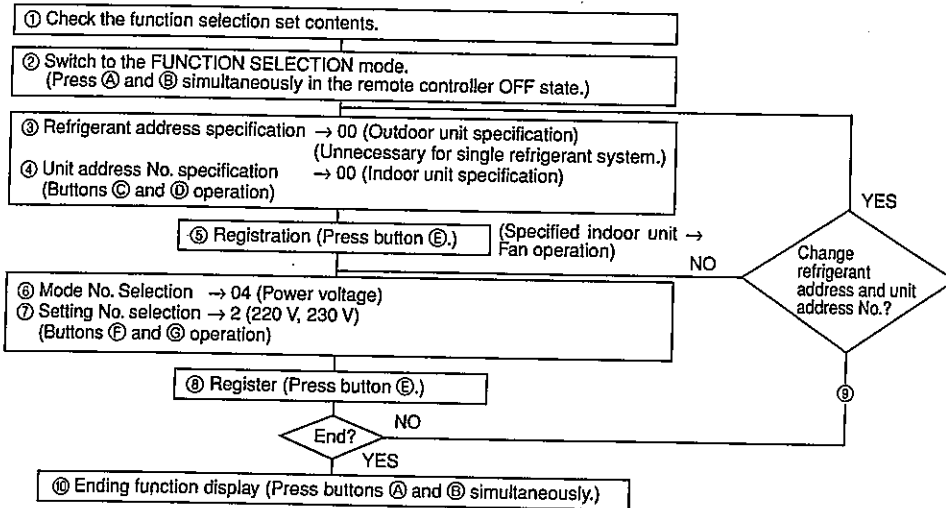 ① Check the function selection set contents.
② Switch to the FUNCTION SELECTION mode.
(Press Ⓐ and Ⓑ simultaneously in the remote controller OFF state.)
③ Refrigerant address specification → 00 (Outdoor unit specification)
(Unnecessary for single refrigerant system.)
④ Unit address No. specification → 00 (Indoor unit specification)
(Buttons Ⓒ and Ⓓ operation)
YES
⑤ Registration (Press button Ⓔ.)
(Specified indoor unit →
Fan operation)
NO
Change
refrigerant
address and unit
address No.?
⑥ Mode No. Selection → 04 (Power voltage)
⑦ Setting No. selection → 2 (220 V, 230 V)
(Buttons Ⓕ and Ⓖ operation)
⑧ Register (Press button Ⓔ.)
⑨
End?
NO
YES
⑩ Ending function display (Press buttons Ⓐ and Ⓑ simultaneously.)